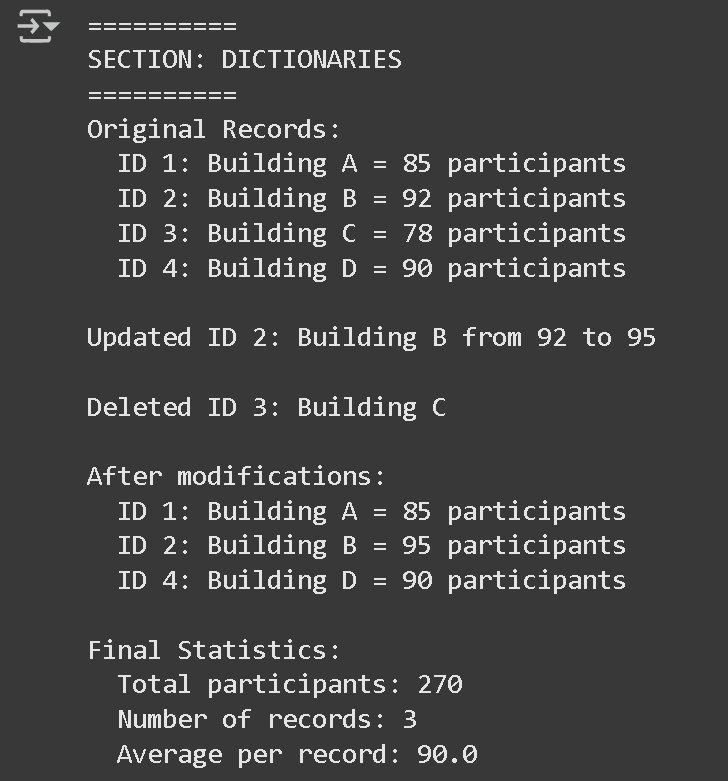 ==========
SECTION: DICTIONARIES
==========
Original Records:
  ID 1: Building A = 85 participants
  ID 2: Building B = 92 participants
  ID 3: Building C = 78 participants
  ID 4: Building D = 90 participants

Updated ID 2: Building B from 92 to 95

Deleted ID 3: Building C

After modifications:
  ID 1: Building A = 85 participants
  ID 2: Building B = 95 participants
  ID 4: Building D = 90 participants

Final Statistics:
  Total participants: 270
  Number of records: 3
  Average per record: 90.0